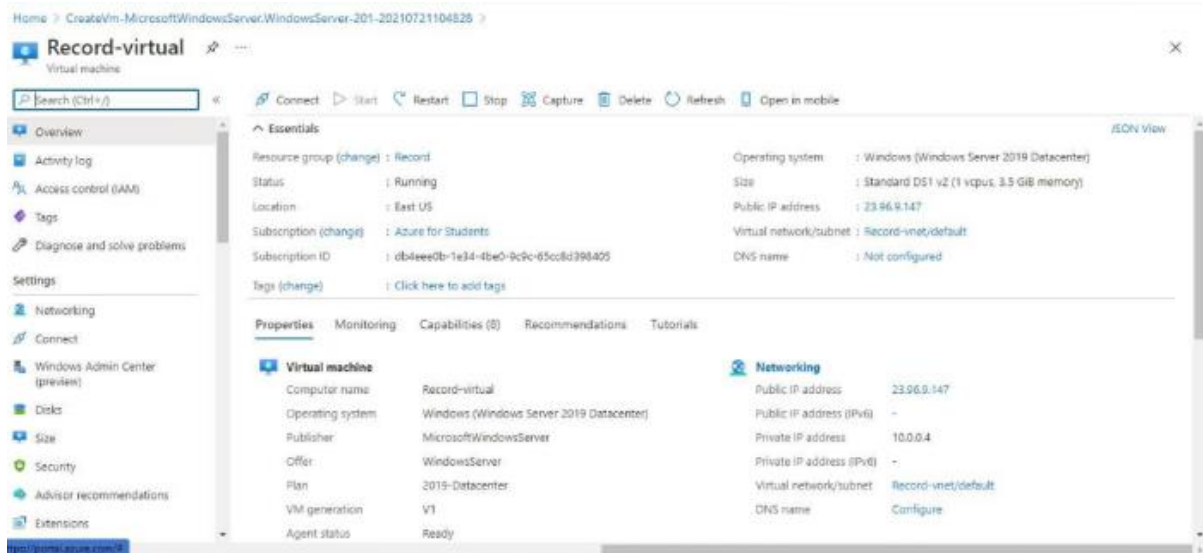 Home > CreateVm-MicrosoftWindowsServer.WindowsServer-201-20210721104828 >
Record-virtual
Virtual machine
Search (Ctrl+/)
Overview
Activity log
Access control (IAM)
Tags
Diagnose and solve problems
Settings
Networking
Connect
Windows Admin Center (preview)
Disks
Size
Security
Advisor recommendations
Extensions
Connect Start Restart Stop Capture Delete Refresh Open in mobile
Essentials JSON View
Resource group (change) : Record
Status : Running
Location : East US
Subscription (change) : Azure for Students
Subscription ID : db4eee0b-1e34-4be0-9c9c-65cc8d398405
Tags (change) : Click here to add tags
Operating system : Windows (Windows Server 2019 Datacenter)
Size : Standard DS1 v2 (1 vcpus, 3.5 GiB memory)
Public IP address : 23.96.9.147
Virtual network/subnet : Record-vnet/default
DNS name : Not configured
Properties Monitoring Capabilities (8) Recommendations Tutorials
Virtual machine
Computer name Record-virtual
Operating system Windows (Windows Server 2019 Datacenter)
Publisher MicrosoftWindowsServer
Offer WindowsServer
Plan 2019-Datacenter
VM generation V1
Agent status Ready
Networking
Public IP address 23.96.9.147
Public IP address (IPv6) -
Private IP address 10.0.0.4
Private IP address (IPv6) -
Virtual network/subnet Record-vnet/default
DNS name Configure